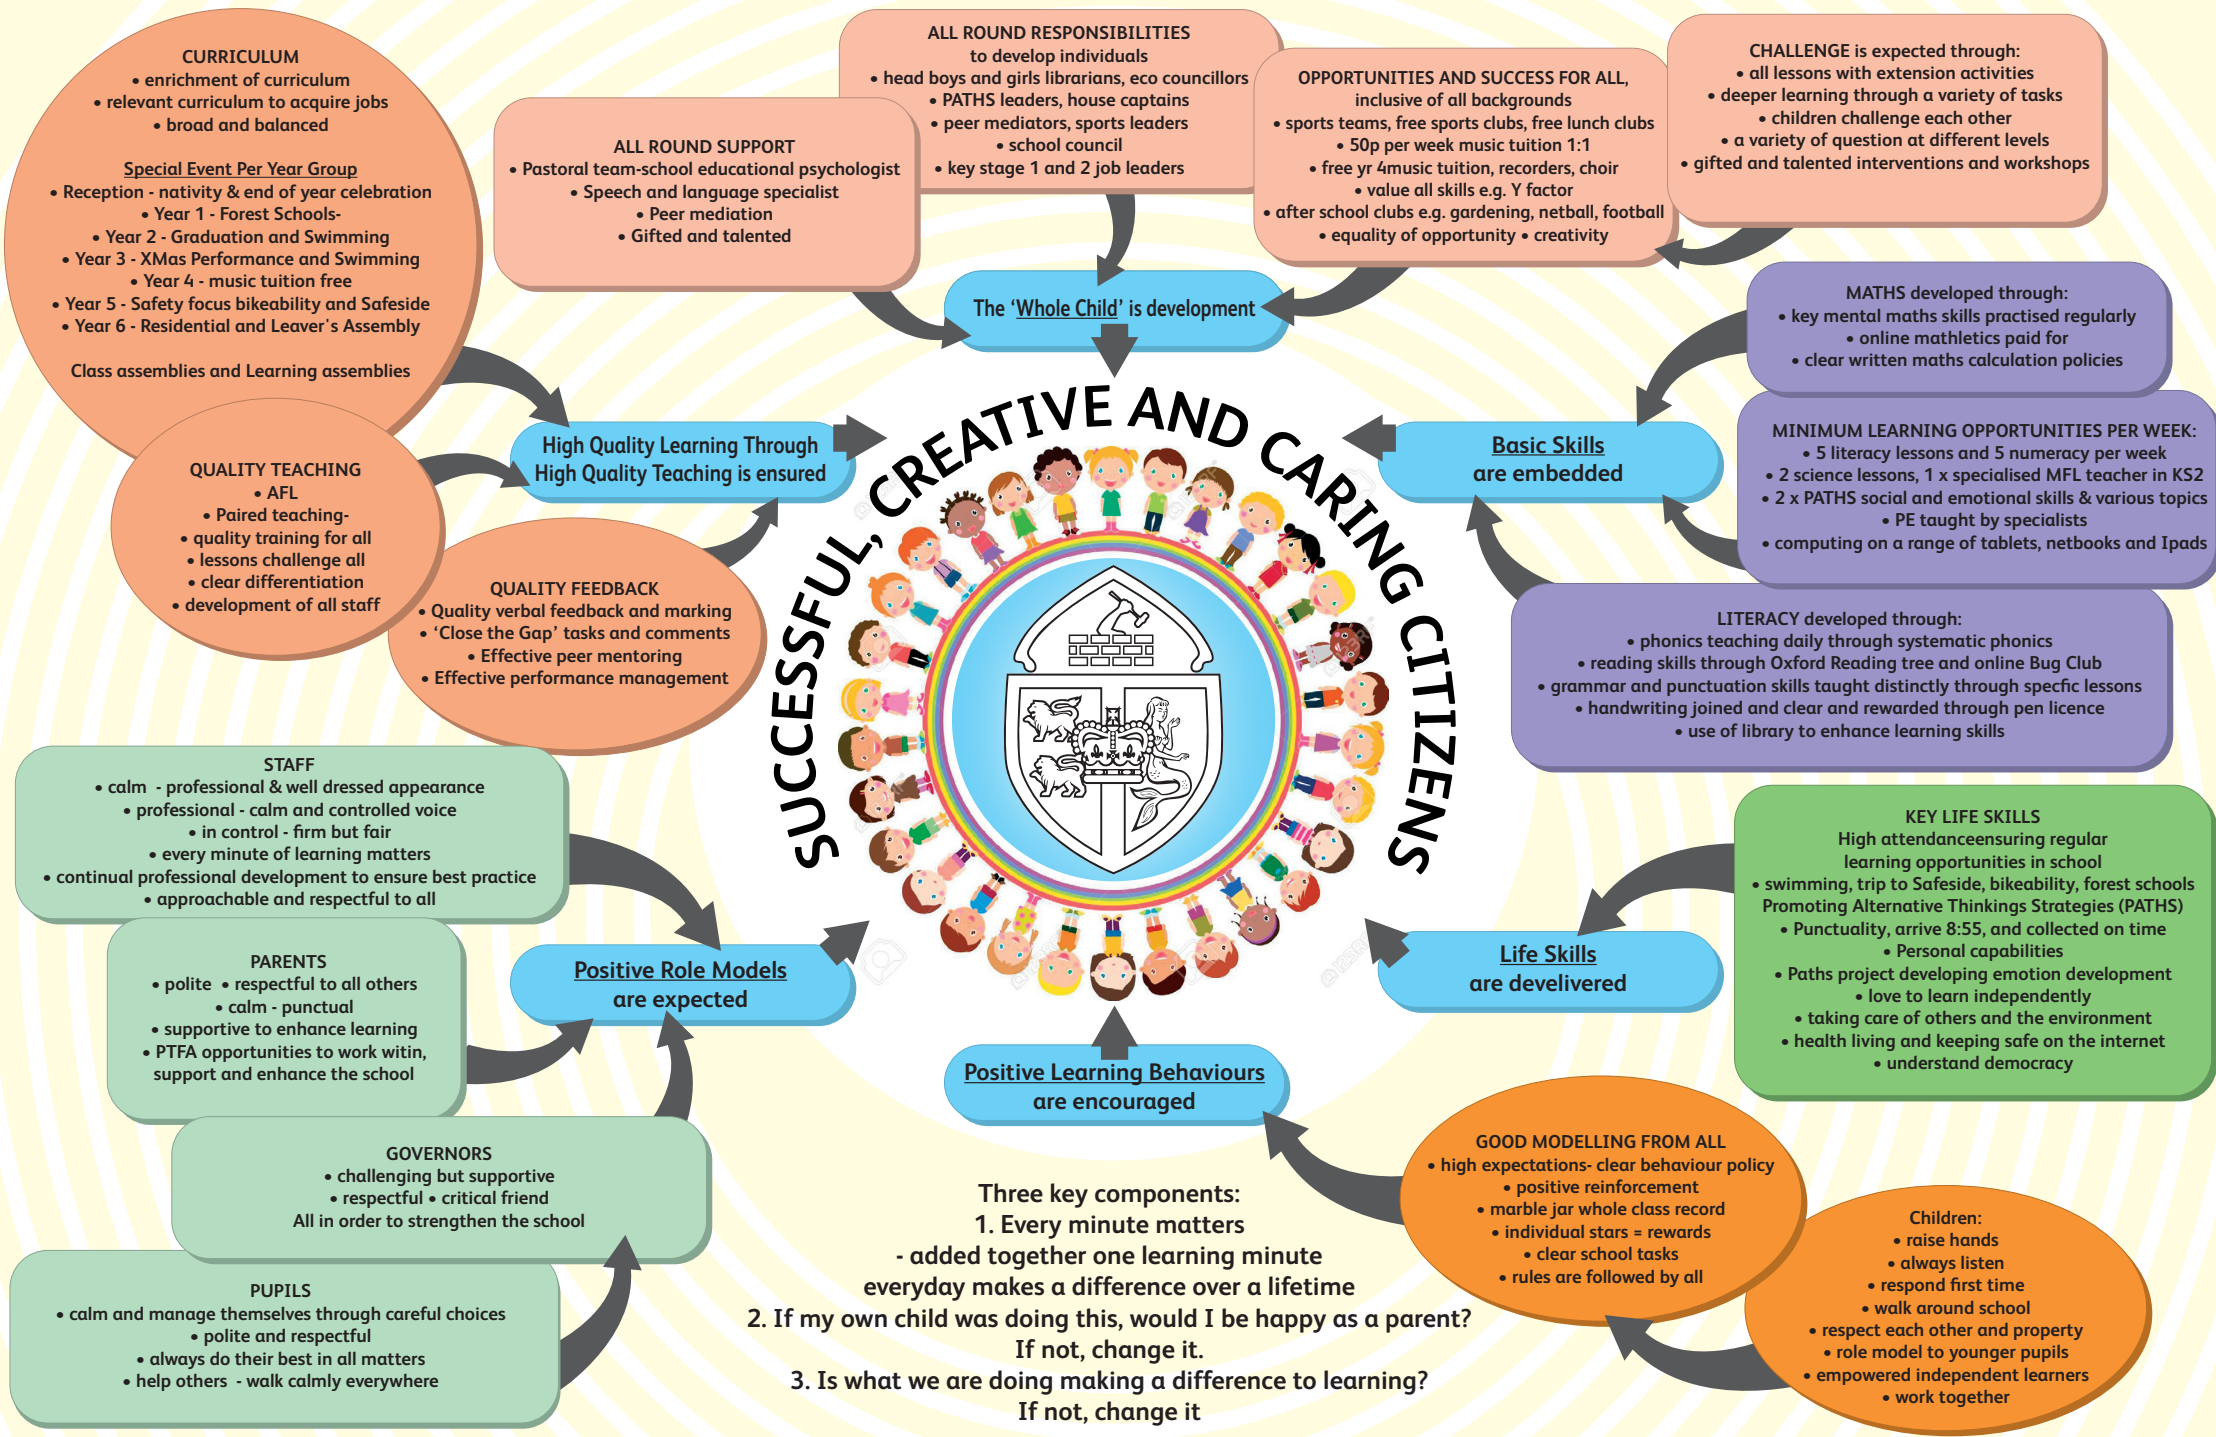 CURRICULUM
• enrichment of curriculum
• relevant curriculum to acquire jobs
• broad and balanced
Special Event Per Year Group
• Reception - nativity & end of year celebration
• Year 1 - Forest Schools-
• Year 2 - Graduation and Swimming
• Year 3 - XMas Performance and Swimming
• Year 4 - music tuition free
• Year 5 - Safety focus bikeability and Safeside
• Year 6 - Residential and Leaver's Assembly
Class assemblies and Learning assemblies
QUALITY TEACHING
• AFL
• Paired teaching-
• quality training for all
• lessons challenge all
• clear differentiation
• development of all staff
QUALITY FEEDBACK
• Quality verbal feedback and marking
• ‘Close the Gap’ tasks and comments
• Effective peer mentoring
• Effective performance management
High Quality Learning Through
High Quality Teaching is ensured
ALL ROUND SUPPORT
• Pastoral team-school educational psychologist
• Speech and language specialist
• Peer mediation
• Gifted and talented
ALL ROUND RESPONSIBILITIES
to develop individuals
• head boys and girls librarians, eco councillors
• PATHS leaders, house captains
• peer mediators, sports leaders
• school council
• key stage 1 and 2 job leaders
OPPORTUNITIES AND SUCCESS FOR ALL,
inclusive of all backgrounds
• sports teams, free sports clubs, free lunch clubs
• 50p per week music tuition 1:1
• free yr 4music tuition, recorders, choir
• value all skills e.g. Y factor
• after school clubs e.g. gardening, netball, football
• equality of opportunity • creativity
CHALLENGE is expected through:
• all lessons with extension activities
• deeper learning through a variety of tasks
• children challenge each other
• a variety of question at different levels
• gifted and talented interventions and workshops
The ‘Whole Child’ is development
MATHS developed through:
• key mental maths skills practised regularly
• online mathletics paid for
• clear written maths calculation policies
MINIMUM LEARNING OPPORTUNITIES PER WEEK:
• 5 literacy lessons and 5 numeracy per week
• 2 science lessons, 1 x specialised MFL teacher in KS2
• 2 x PATHS social and emotional skills & various topics
• PE taught by specialists
• computing on a range of tablets, netbooks and Ipads
LITERACY developed through:
• phonics teaching daily through systematic phonics
• reading skills through Oxford Reading tree and online Bug Club
• grammar and punctuation skills taught distinctly through specfic lessons
• handwriting joined and clear and rewarded through pen licence
• use of library to enhance learning skills
Basic Skills
are embedded
SUCCESSFUL, CREATIVE AND CARING CITIZENS
STAFF
• calm  - professional & well dressed appearance
• professional - calm and controlled voice
• in control - firm but fair
• every minute of learning matters
• continual professional development to ensure best practice
• approachable and respectful to all
PARENTS
• polite  • respectful to all others
• calm - punctual
• supportive to enhance learning
• PTFA opportunities to work witin,
support and enhance the school
GOVERNORS
• challenging but supportive
• respectful • critical friend
All in order to strengthen the school
PUPILS
• calm and manage themselves through careful choices
• polite and respectful
• always do their best in all matters
• help others  - walk calmly everywhere
Positive Role Models
are expected
Positive Learning Behaviours
are encouraged
Three key components:
1. Every minute matters
- added together one learning minute
everyday makes a difference over a lifetime
2. If my own child was doing this, would I be happy as a parent?
If not, change it.
3. Is what we are doing making a difference to learning?
If not, change it
Life Skills
are develivered
KEY LIFE SKILLS
High attendanceensuring regular
learning opportunities in school
• swimming, trip to Safeside, bikeability, forest schools
Promoting Alternative Thinkings Strategies (PATHS)
• Punctuality, arrive 8:55, and collected on time
• Personal capabilities
• Paths project developing emotion development
• love to learn independently
• taking care of others and the environment
• health living and keeping safe on the internet
• understand democracy
GOOD MODELLING FROM ALL
• high expectations- clear behaviour policy
• positive reinforcement
• marble jar whole class record
• individual stars = rewards
• clear school tasks
• rules are followed by all
Children:
• raise hands
• always listen
• respond first time
• walk around school
• respect each other and property
• role model to younger pupils
• empowered independent learners
• work together